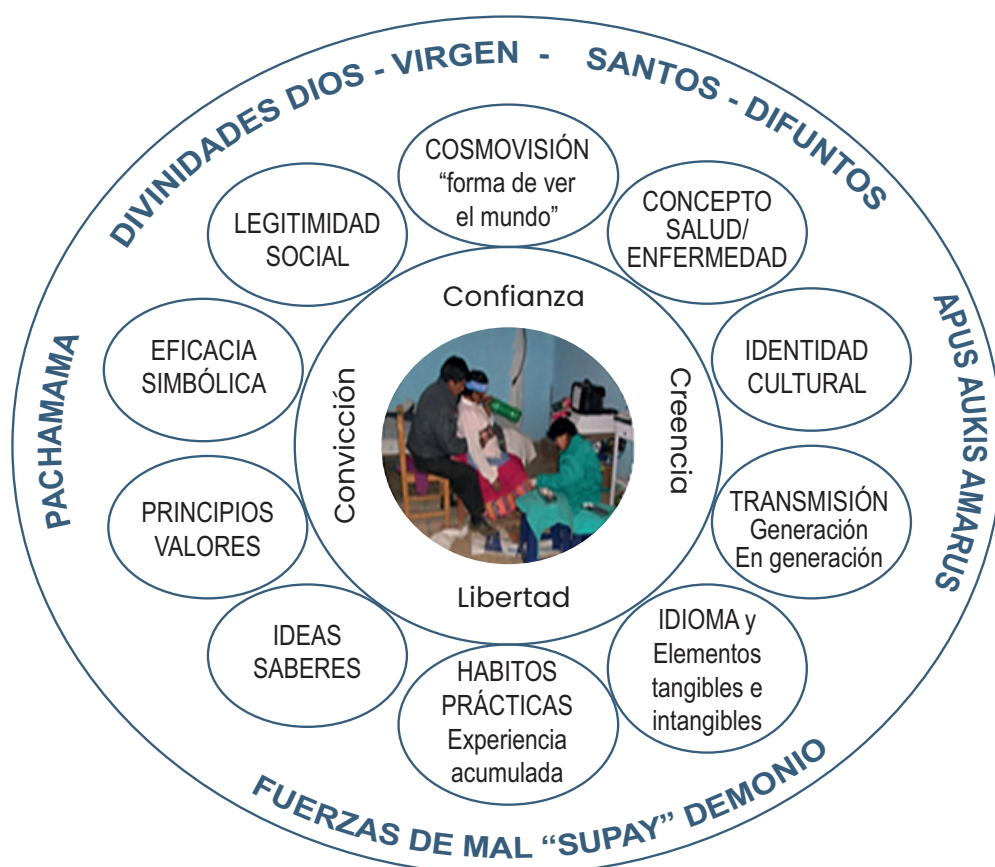 DIVINIDADES DIOS - VIRGEN - SANTOS - DIFUNTOS
COSMOVISIÓN
“forma de ver
el mundo”
LEGITIMIDAD
SOCIAL
CONCEPTO
SALUD/
ENFERMEDAD
Confianza
EFICACIA
SIMBÓLICA
IDENTIDAD
CULTURAL
PACHAMAMA
Convicción
Creencia
APUS AUKIS AMARUS
PRINCIPIOS
VALORES
TRANSMISIÓN
Generación
En generación
Libertad
IDEAS
SABERES
HABITOS
PRÁCTICAS
Experiencia
acumulada
IDIOMA y
Elementos
tangibles e
intangibles
FUERZAS DE MAL “SUPAY” DEMONIO